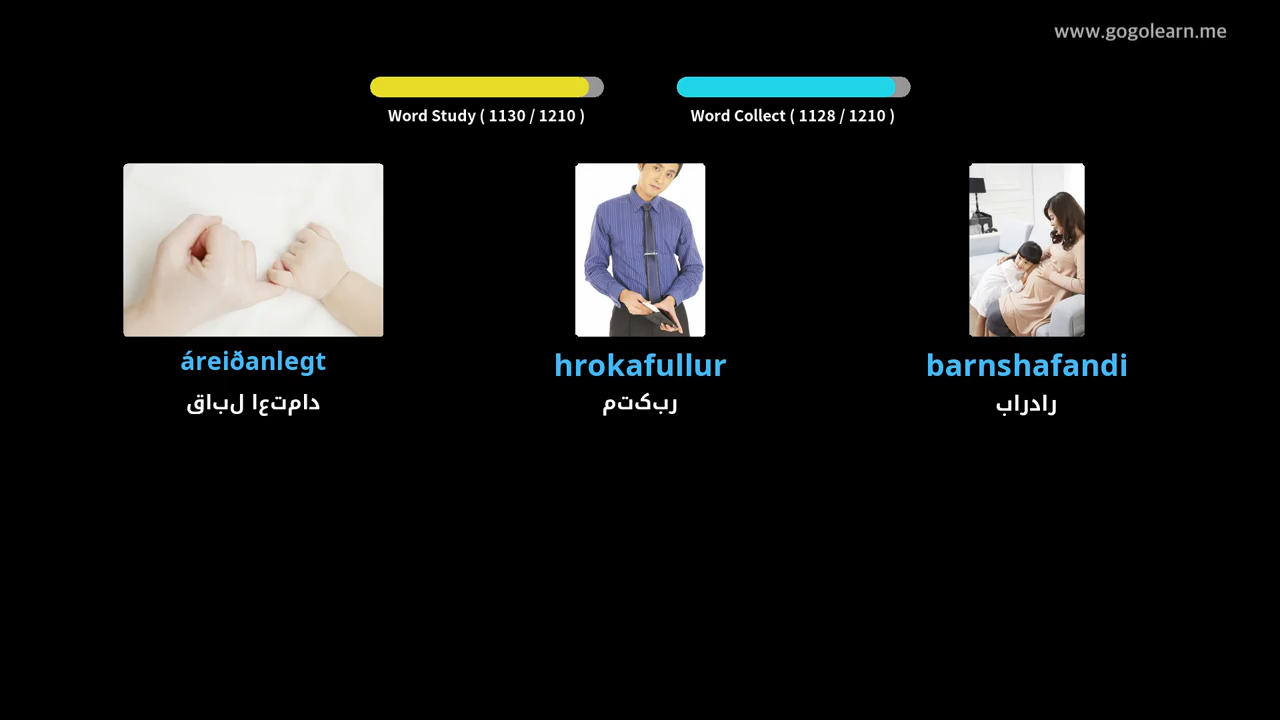 www.gogolearn.me
Word Study ( 1130 / 1210 )
Word Collect ( 1128 / 1210 )
áreiðanlegt
hrokafullur
barnshafandi
دامتعا لباق
ربکتم
رادراب